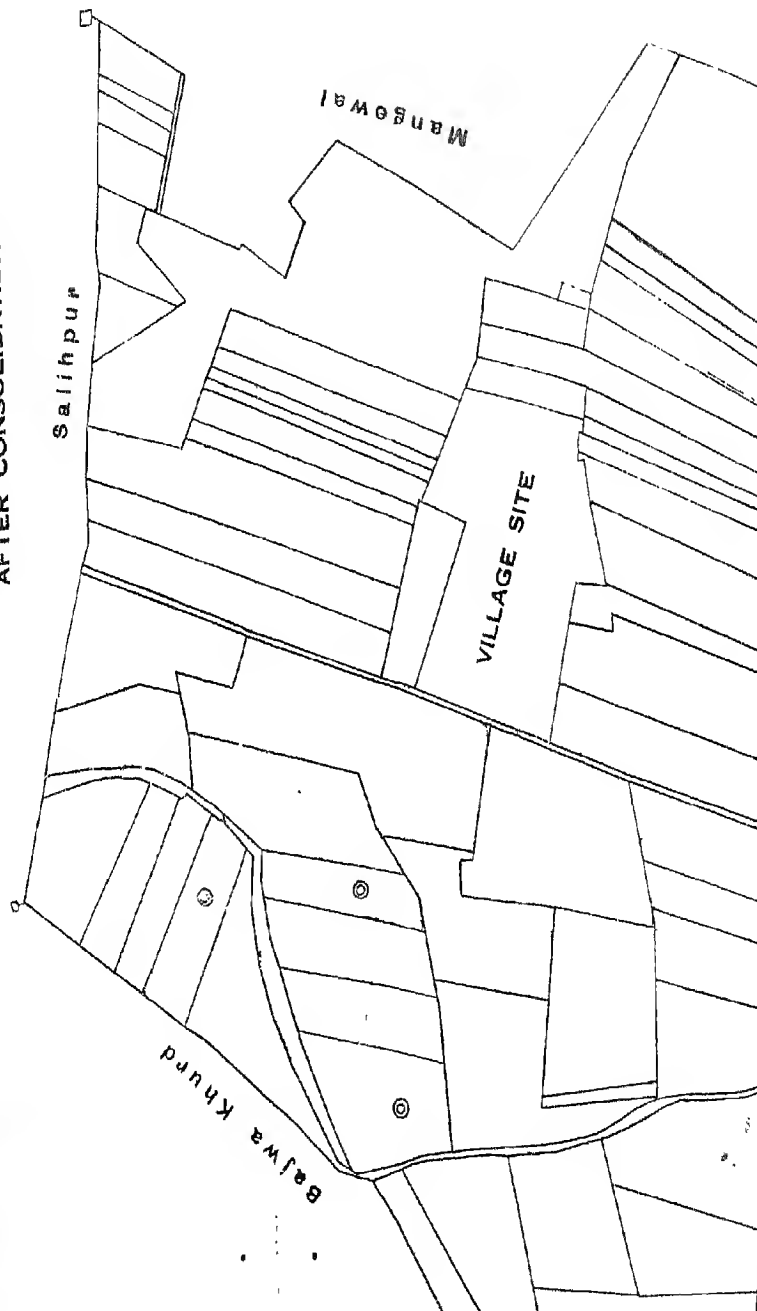 AFTER CONSOLIDATION
Salihpur
Mangowal
VILLAGE SITE
Bajwa Khurd